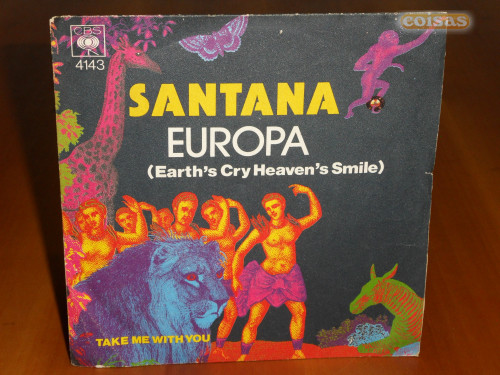 coisas
CBS
4143
SANTANA
EUROPA
(Earth's Cry Heaven's Smile)
TAKE ME WITH YOU